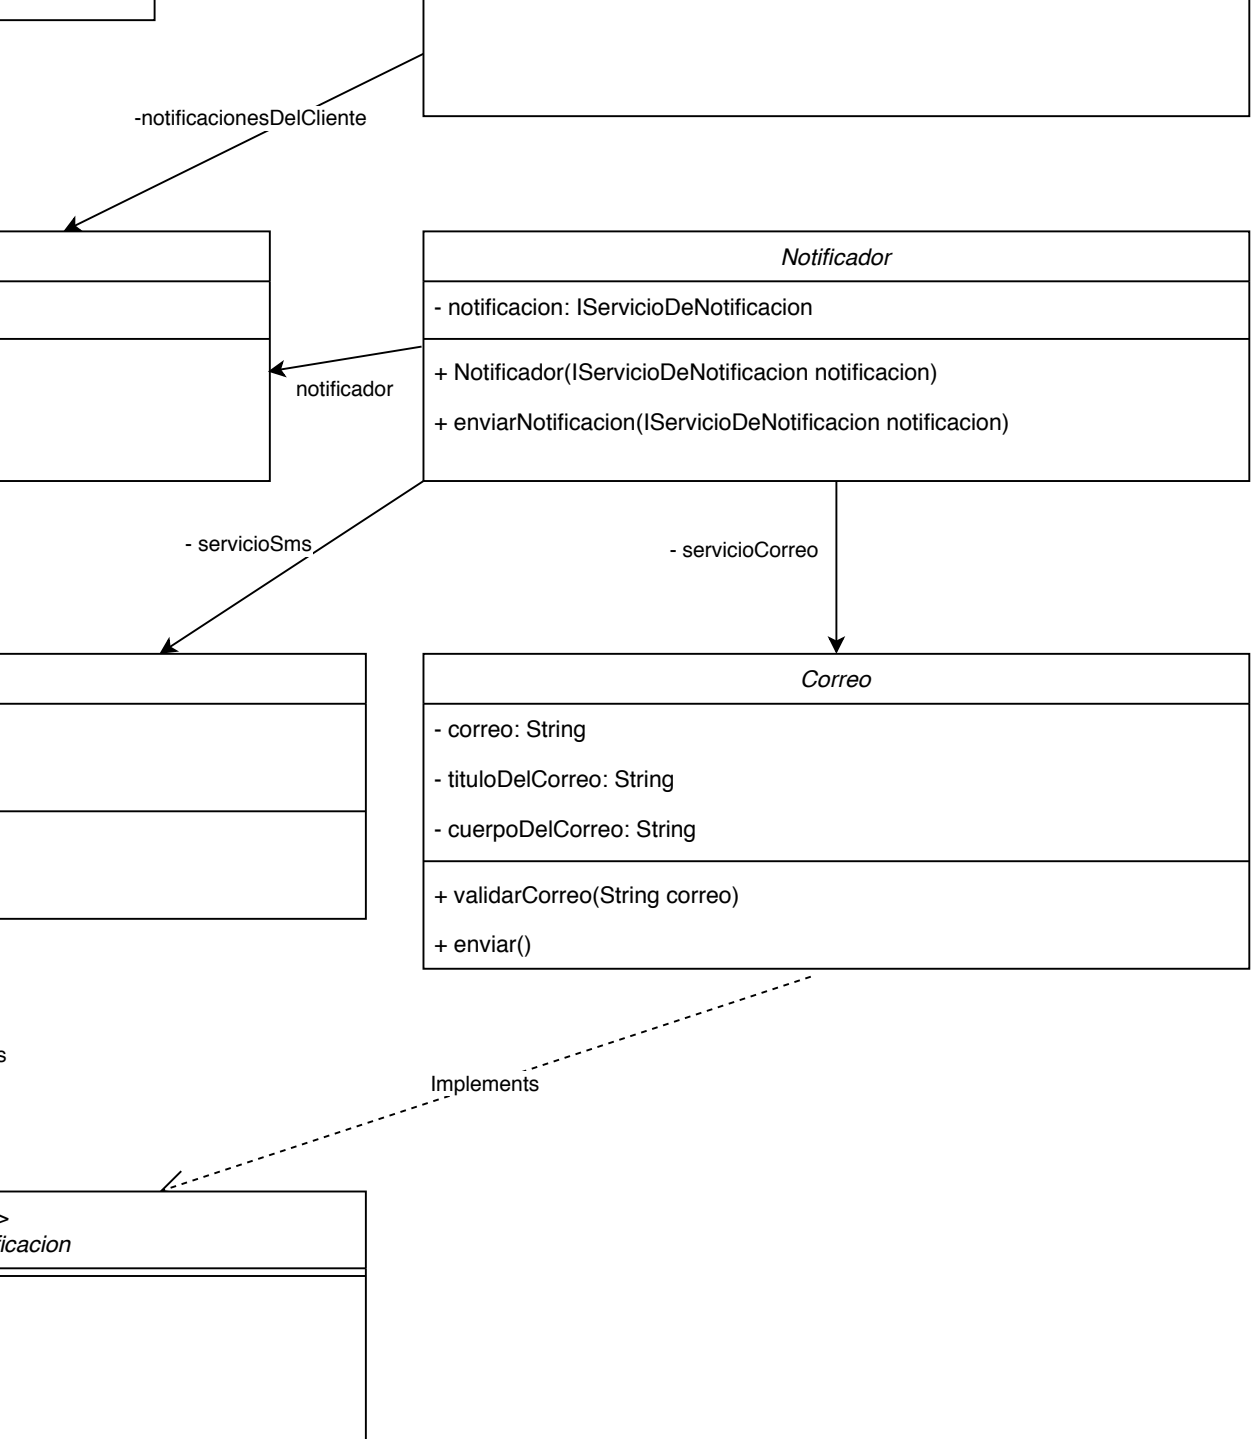 -notificacionesDelCliente
Notificador
- notificacion: IServicioDeNotificacion
+ Notificador(IServicioDeNotificacion notificacion)
+ enviarNotificacion(IServicioDeNotificacion notificacion)
notificador
- servicioSms
- servicioCorreo
Correo
- correo: String
- tituloDelCorreo: String
- cuerpoDelCorreo: String
+ validarCorreo(String correo)
+ enviar()
s
Implements
>
ficacion